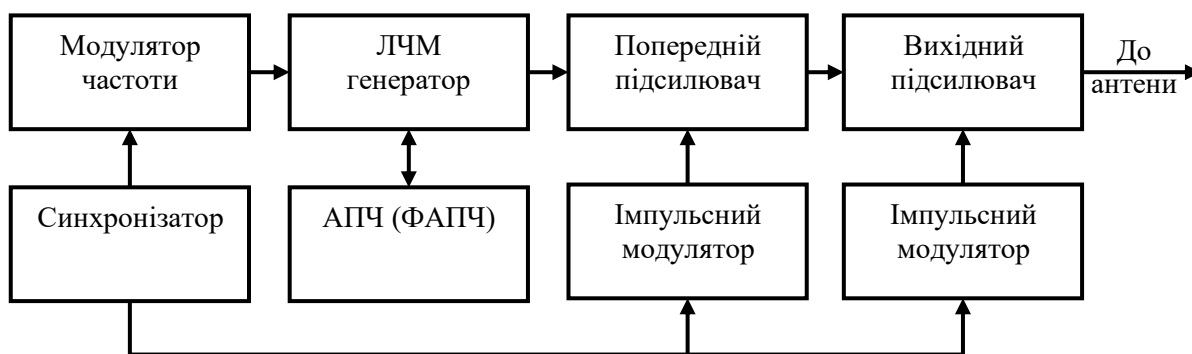 Модулятор
частоти
ЛЧМ
генератор
Попередній
підсилювач
Вихідний
підсилювач
До
антени
Синхронізатор
АПЧ (ФАПЧ)
Імпульсний
модулятор
Імпульсний
модулятор